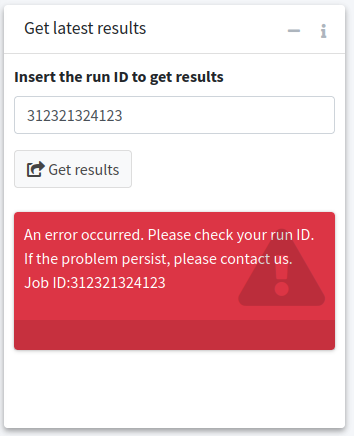 Get latest results
Insert the run ID to get results
312321324123
Get results
An error occurred. Please check your run ID.
If the problem persist, please contact us.
Job ID:312321324123